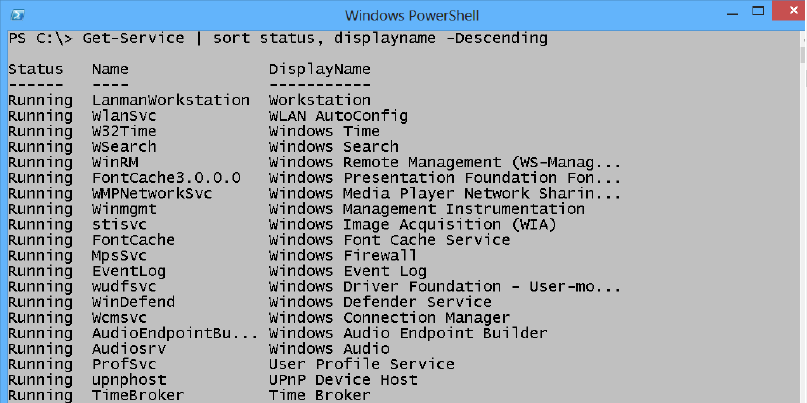 Windows PowerShell
PS C:\> Get-Service | sort status, displayname -Descending
Status   Name               DisplayName
------   ----               -----------
Running  LanmanWorkstation  Workstation
Running  WlanSvc            WLAN AutoConfig
Running  W32Time            Windows Time
Running  WSearch            Windows Search
Running  WinRM              Windows Remote Management (WS-Manag...
Running  FontCache3.0.0.0   Windows Presentation Foundation Fon...
Running  WMPNetworkSvc      Windows Media Player Network Sharin...
Running  Winmgmt            Windows Management Instrumentation
Running  stisvc             Windows Image Acquisition (WIA)
Running  FontCache          Windows Font Cache Service
Running  MpsSvc             Windows Firewall
Running  EventLog           Windows Event Log
Running  wudfsvc            Windows Driver Foundation - User-mo...
Running  WinDefend          Windows Defender Service
Running  Wcmsvc             Windows Connection Manager
Running  AudioEndpointBu... Windows Audio Endpoint Builder
Running  Audiosrv           Windows Audio
Running  ProfSvc            User Profile Service
Running  upnphost           UPnP Device Host
Running  TimeBroker         Time Broker